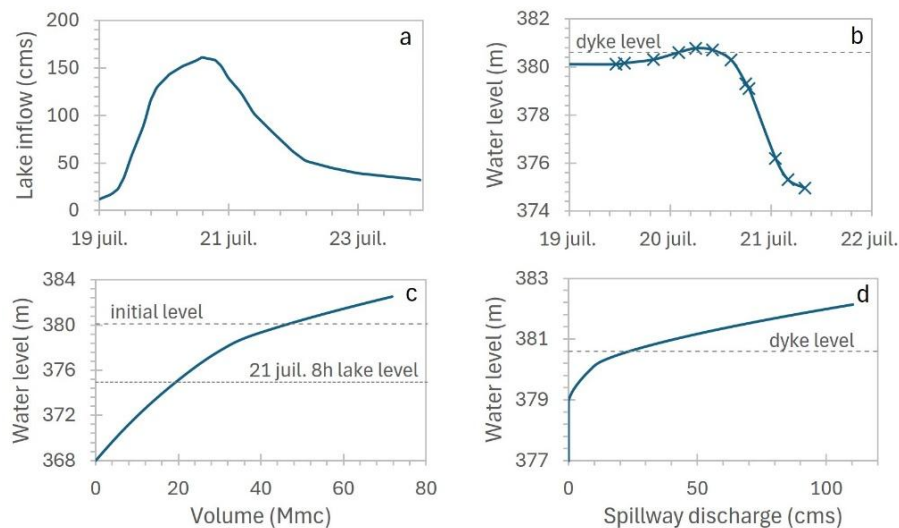 200
150
100
50
0
Lake inflow (cms)
a
19 juil.
21 juil.
23 juil.
382
380
378
376
374
Water level (m)
dyke level
b
19 juil.
20 juil.
21 juil.
22 juil.
384
380
376
372
368
Water level (m)
c
initial level
21 juil. 8h lake level
0
20
40
60
80
Volume (Mmc)
383
381
379
377
Water level (m)
d
dyke level
0
50
100
Spillway discharge (cms)